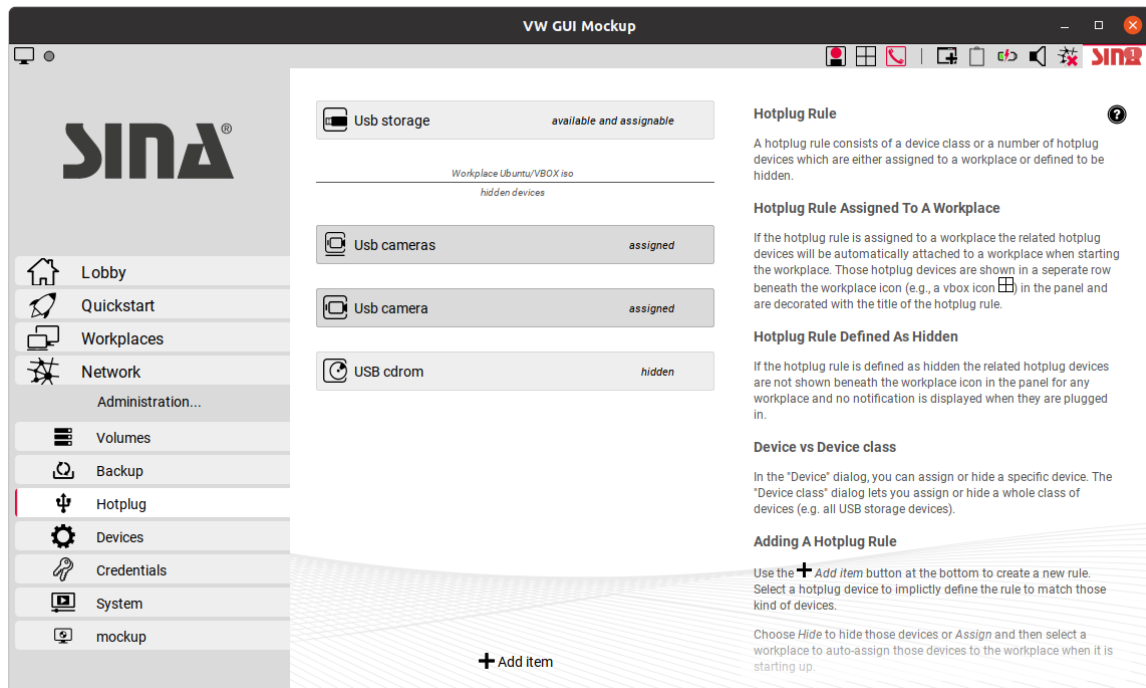 VW GUI Mockup
SINA
SINA®
Lobby
Quickstart
Workplaces
Network
Administration...
Volumes
Backup
Hotplug
Devices
Credentials
System
mockup
Usb storage available and assignable
Workplace Ubuntu/VBOX iso
hidden devices
Usb cameras assigned
Usb camera assigned
USB cdrom hidden
Add item
Hotplug Rule
?
A hotplug rule consists of a device class or a number of hotplug
devices which are either assigned to a workplace or defined to be
hidden.
Hotplug Rule Assigned To A Workplace
If the hotplug rule is assigned to a workplace the related hotplug
devices will be automatically attached to a workplace when starting
the workplace. Those hotplug devices are shown in a seperate row
beneath the workplace icon (e.g., a vbox icon ) in the panel and
are decorated with the title of the hotplug rule.
Hotplug Rule Defined As Hidden
If the hotplug rule is defined as hidden the related hotplug devices
are not shown beneath the workplace icon in the panel for any
workplace and no notification is displayed when they are plugged
in.
Device vs Device class
In the "Device" dialog, you can assign or hide a specific device. The
"Device class" dialog lets you assign or hide a whole class of
devices (e.g. all USB storage devices).
Adding A Hotplug Rule
Use the Add item button at the bottom to create a new rule.
Select a hotplug device to implicitly define the rule to match those
kind of devices.
Choose Hide to hide those devices or Assign and then select a
workplace to auto-assign those devices to the workplace when it is
starting up.